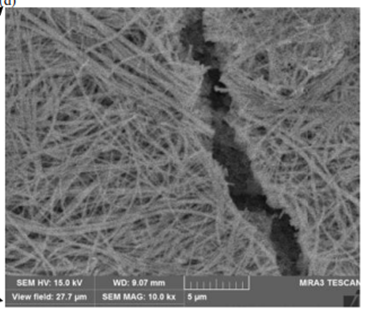 (d)
SEM HV: 15.0 kV WD: 9.07 mm MRA3 TESCAN
View field: 27.7 µm SEM MAG: 10.0 kx 5 µm